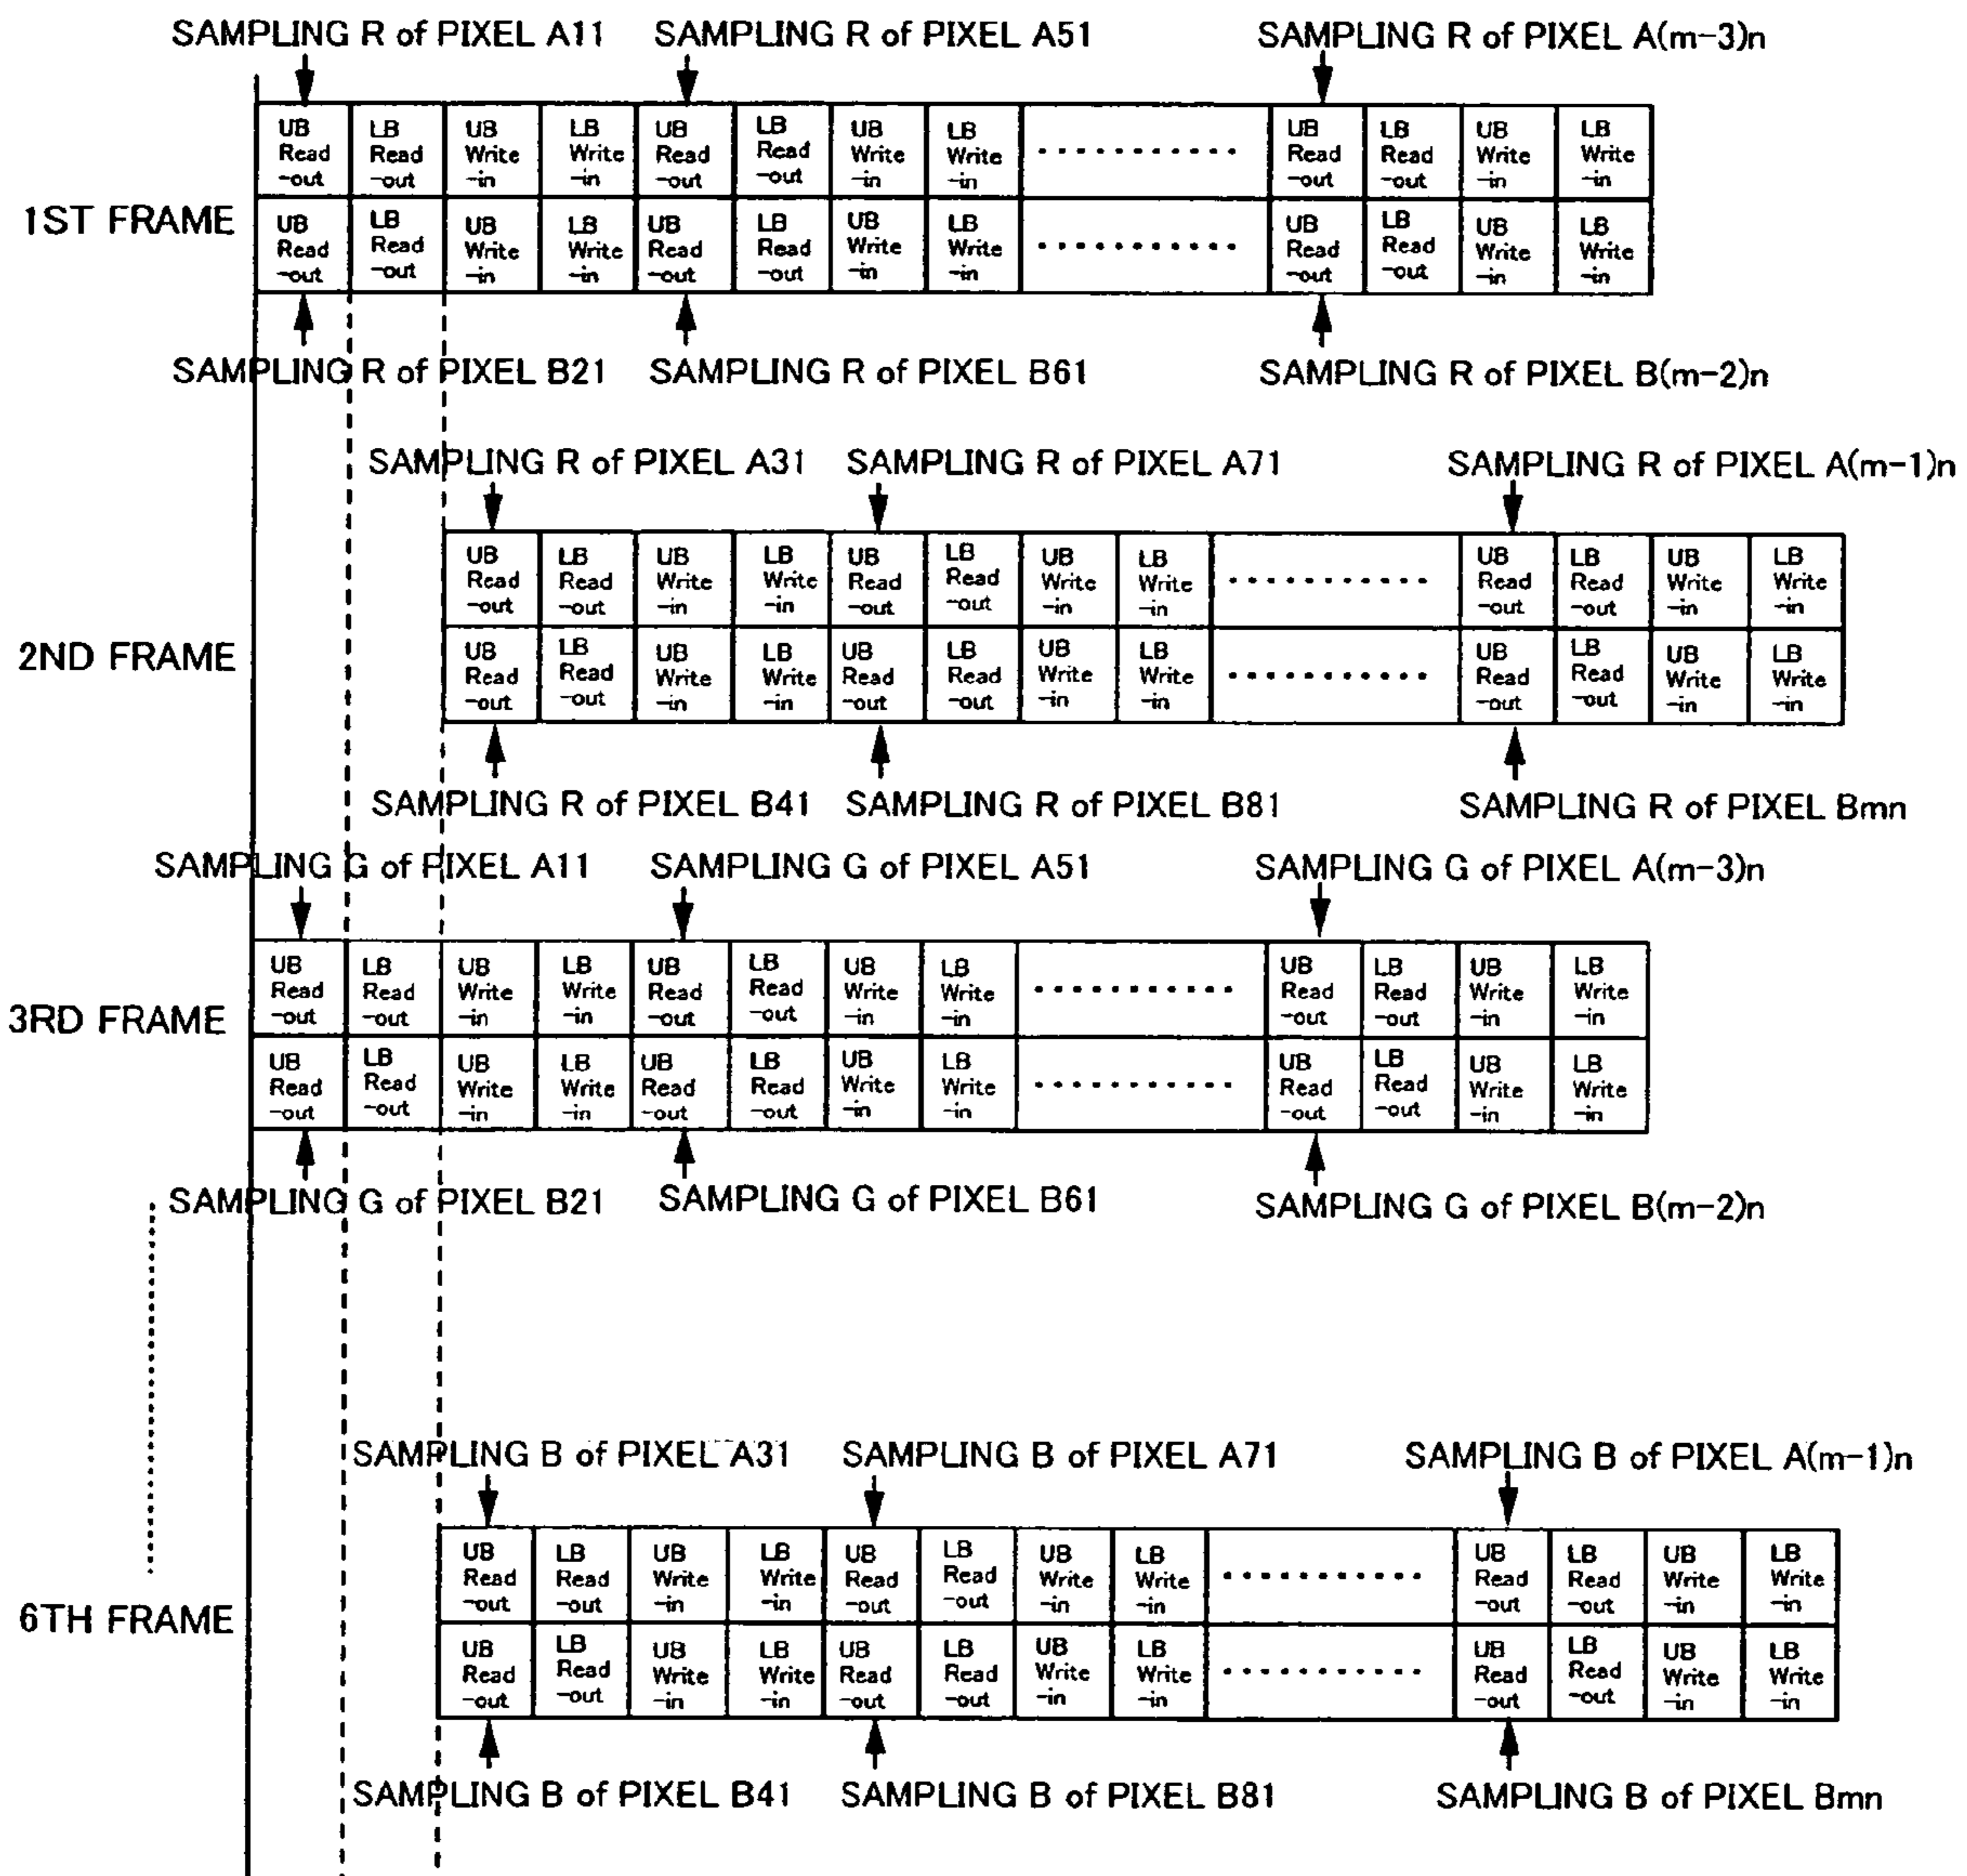 SAMPLING R of PIXEL A11 SAMPLING R of PIXEL A51 SAMPLING R of PIXEL A(m-3)n
UB LB UB LB UB LB UB LB UB LB UB LB
Read Read Write Write Read Read Write Write ・・・・・・・・・・・ Read Read Write Write
-out -out -in -in -out -out -in -in -out -out -in -in
1ST FRAME
UB LB UB LB UB LB UB LB UB LB UB LB
Read Read Write Write Read Read Write Write ・・・・・・・・・・・ Read Read Write Write
-out -out -in -in -out -out -in -in -out -out -in -in
SAMPLING R of PIXEL B21 SAMPLING R of PIXEL B61 SAMPLING R of PIXEL B(m-2)n
SAMPLING R of PIXEL A31 SAMPLING R of PIXEL A71 SAMPLING R of PIXEL A(m-1)n
UB LB UB LB UB LB UB LB UB LB UB LB
Read Read Write Write Read Read Write Write ・・・・・・・・・・・ Read Read Write Write
-out -out -in -in -out -out -in -in -out -out -in -in
2ND FRAME
UB LB UB LB UB LB UB LB UB LB UB LB
Read Read Write Write Read Read Write Write ・・・・・・・・・・・ Read Read Write Write
-out -out -in -in -out -out -in -in -out -out -in -in
SAMPLING R of PIXEL B41 SAMPLING R of PIXEL B81 SAMPLING R of PIXEL Bmn
SAMPLING G of PIXEL A11 SAMPLING G of PIXEL A51 SAMPLING G of PIXEL A(m-3)n
UB LB UB LB UB LB UB LB UB LB UB LB
Read Read Write Write Read Read Write Write ・・・・・・・・・・・ Read Read Write Write
-out -out -in -in -out -out -in -in -out -out -in -in
3RD FRAME
UB LB UB LB UB LB UB LB UB LB UB LB
Read Read Write Write Read Read Write Write ・・・・・・・・・・・ Read Read Write Write
-out -out -in -in -out -out -in -in -out -out -in -in
SAMPLING G of PIXEL B21 SAMPLING G of PIXEL B61 SAMPLING G of PIXEL B(m-2)n
SAMPLING B of PIXEL A31 SAMPLING B of PIXEL A71 SAMPLING B of PIXEL A(m-1)n
UB LB UB LB UB LB UB LB UB LB UB LB
Read Read Write Write Read Read Write Write ・・・・・・・・・・・ Read Read Write Write
-out -out -in -in -out -out -in -in -out -out -in -in
6TH FRAME
UB LB UB LB UB LB UB LB UB LB UB LB
Read Read Write Write Read Read Write Write ・・・・・・・・・・・ Read Read Write Write
-out -out -in -in -out -out -in -in -out -out -in -in
SAMPLING B of PIXEL B41 SAMPLING B of PIXEL B81 SAMPLING B of PIXEL Bmn